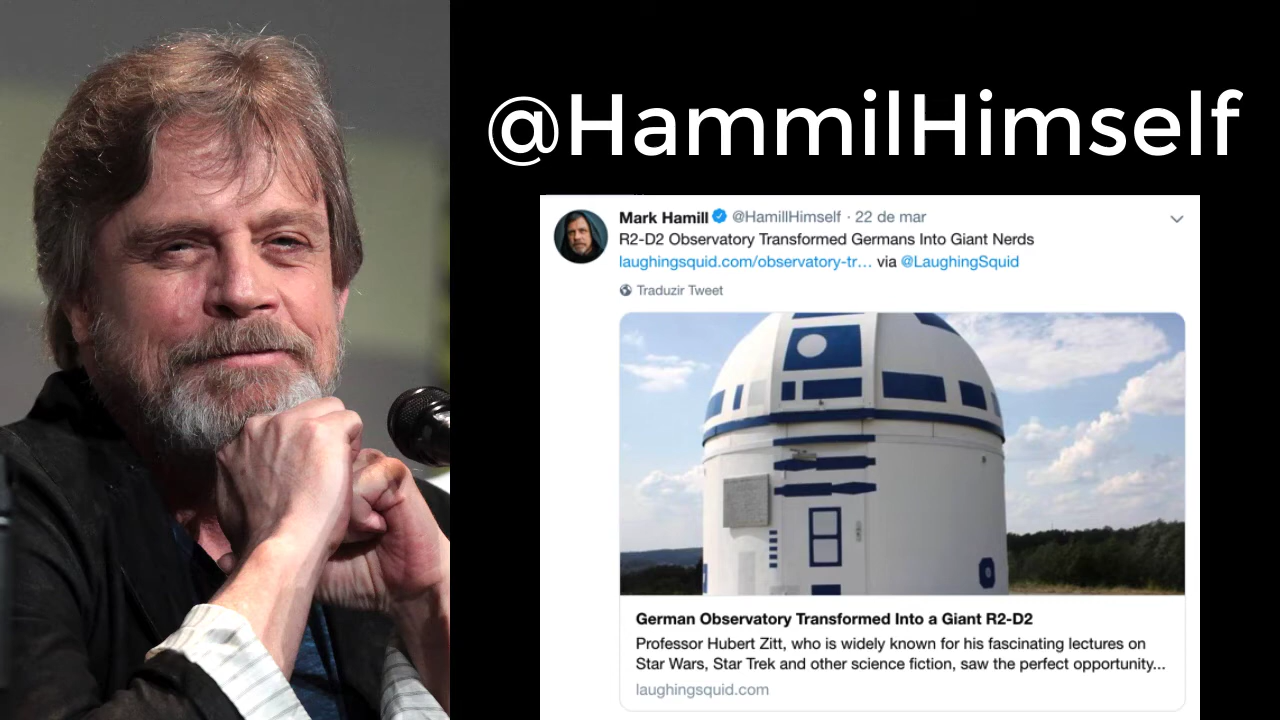 @HammilHimself
Mark Hamill @HamillHimself · 22 de mar
R2-D2 Observatory Transformed Germans Into Giant Nerds
laughingsquid.com/observatory-tr... via @LaughingSquid
Traduzir Tweet
German Observatory Transformed Into a Giant R2-D2
Professor Hubert Zitt, who is widely known for his fascinating lectures on
Star Wars, Star Trek and other science fiction, saw the perfect opportunity...
laughingsquid.com